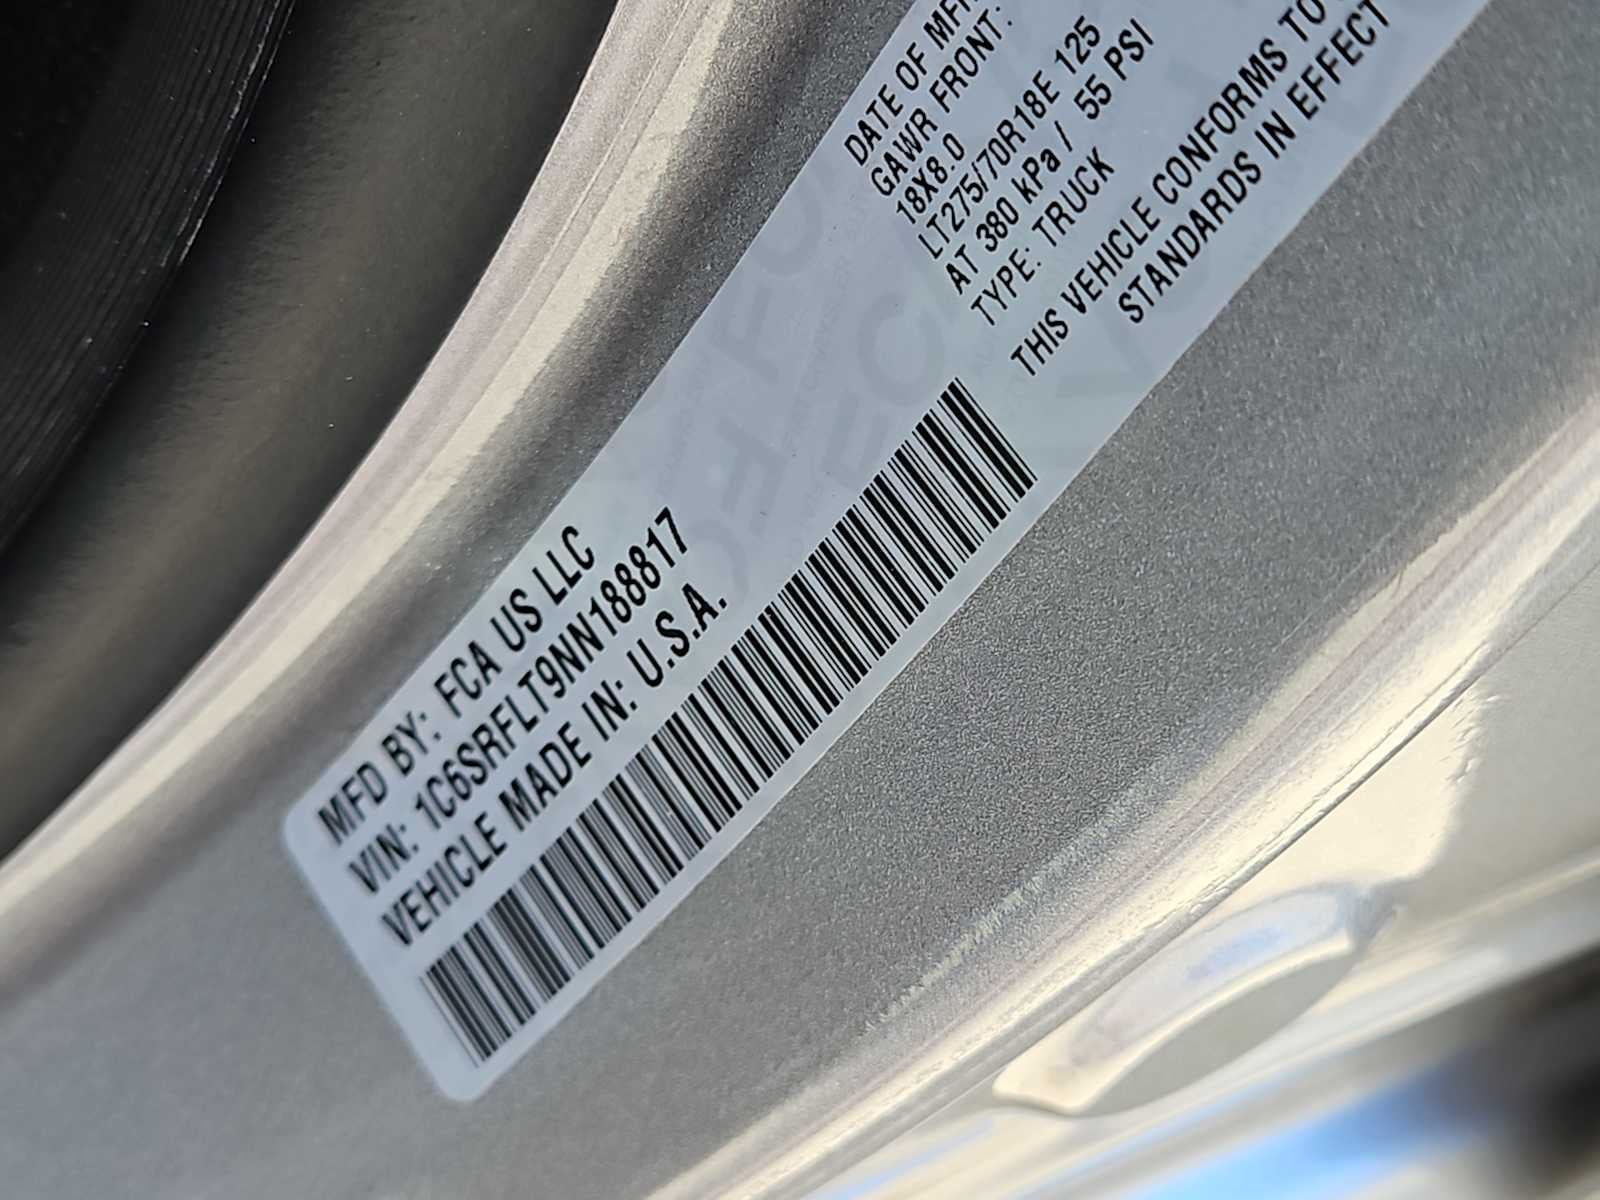 MFD BY: FCA US LLC
VIN: 1C6SRFLT9NN188817
VEHICLE MADE IN: U.S.A.
DATE OF
GAWR FRONT:
18X8.0
LT275/70R18E 125
AT 380 kPa / 55 PSI
TYPE: TRUCK
THIS VEHICLE CONFORMS TO
STANDARDS IN EFFECT